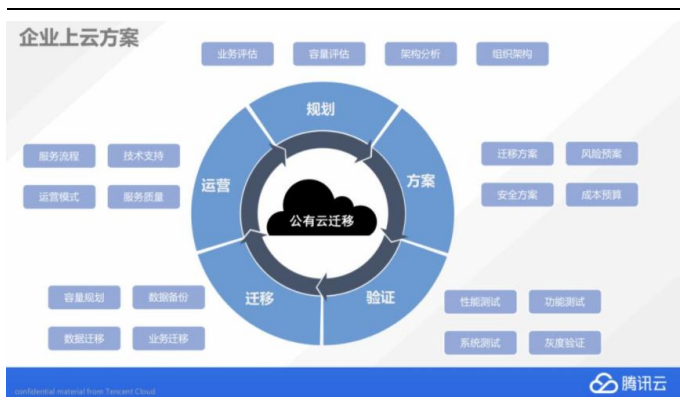 企业上云方案
业务评估 容量评估 架构分析 组织架构
规划
服务流程 技术支持
运营模式 服务质量
运营
方案
迁移方案 风险预案
安全方案 成本预算
公有云迁移
迁移
验证
容量规划 数据备份
数据迁移 业务迁移
性能测试 功能测试
系统测试 灰度验证
confidential material from Tencent Cloud
腾讯云